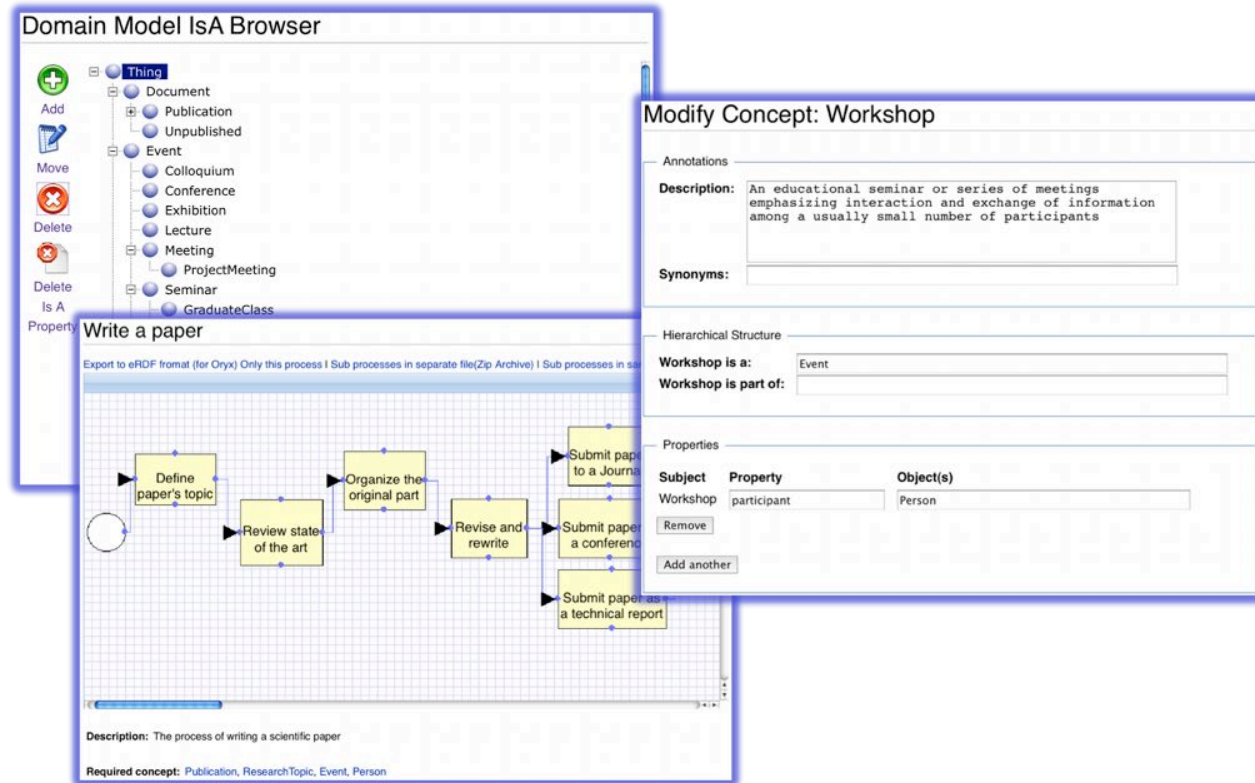 Domain Model IsA Browser
Add
Move
Delete
Delete
Is A
Property
Thing
Document
Publication
Unpublished
Event
Colloquium
Conference
Exhibition
Lecture
Meeting
ProjectMeeting
Seminar
GraduateClass
Write a paper
Export to eRDF fromat (for Oryx) Only this process | Sub processes in separate file(Zip Archive) | Sub processes in
Define
paper's topic
Review state
of the art
Organize the
original part
Revise and
rewrite
Submit
to a
Submit paper
a
Submit paper as
a technical report
Description: The process of writing a scientific paper
Required concept: Publication, ResearchTopic, Event, Person
Modify Concept: Workshop
Annotations
Description:
An educational seminar or series of meetings
emphasizing interaction and exchange of information
among a usually small number of participants
Synonyms:
Hierarchical Structure
Workshop is a: Event
Workshop is part of:
Properties
Subject Property Object(s)
Workshop participant Person
Remove
Add another